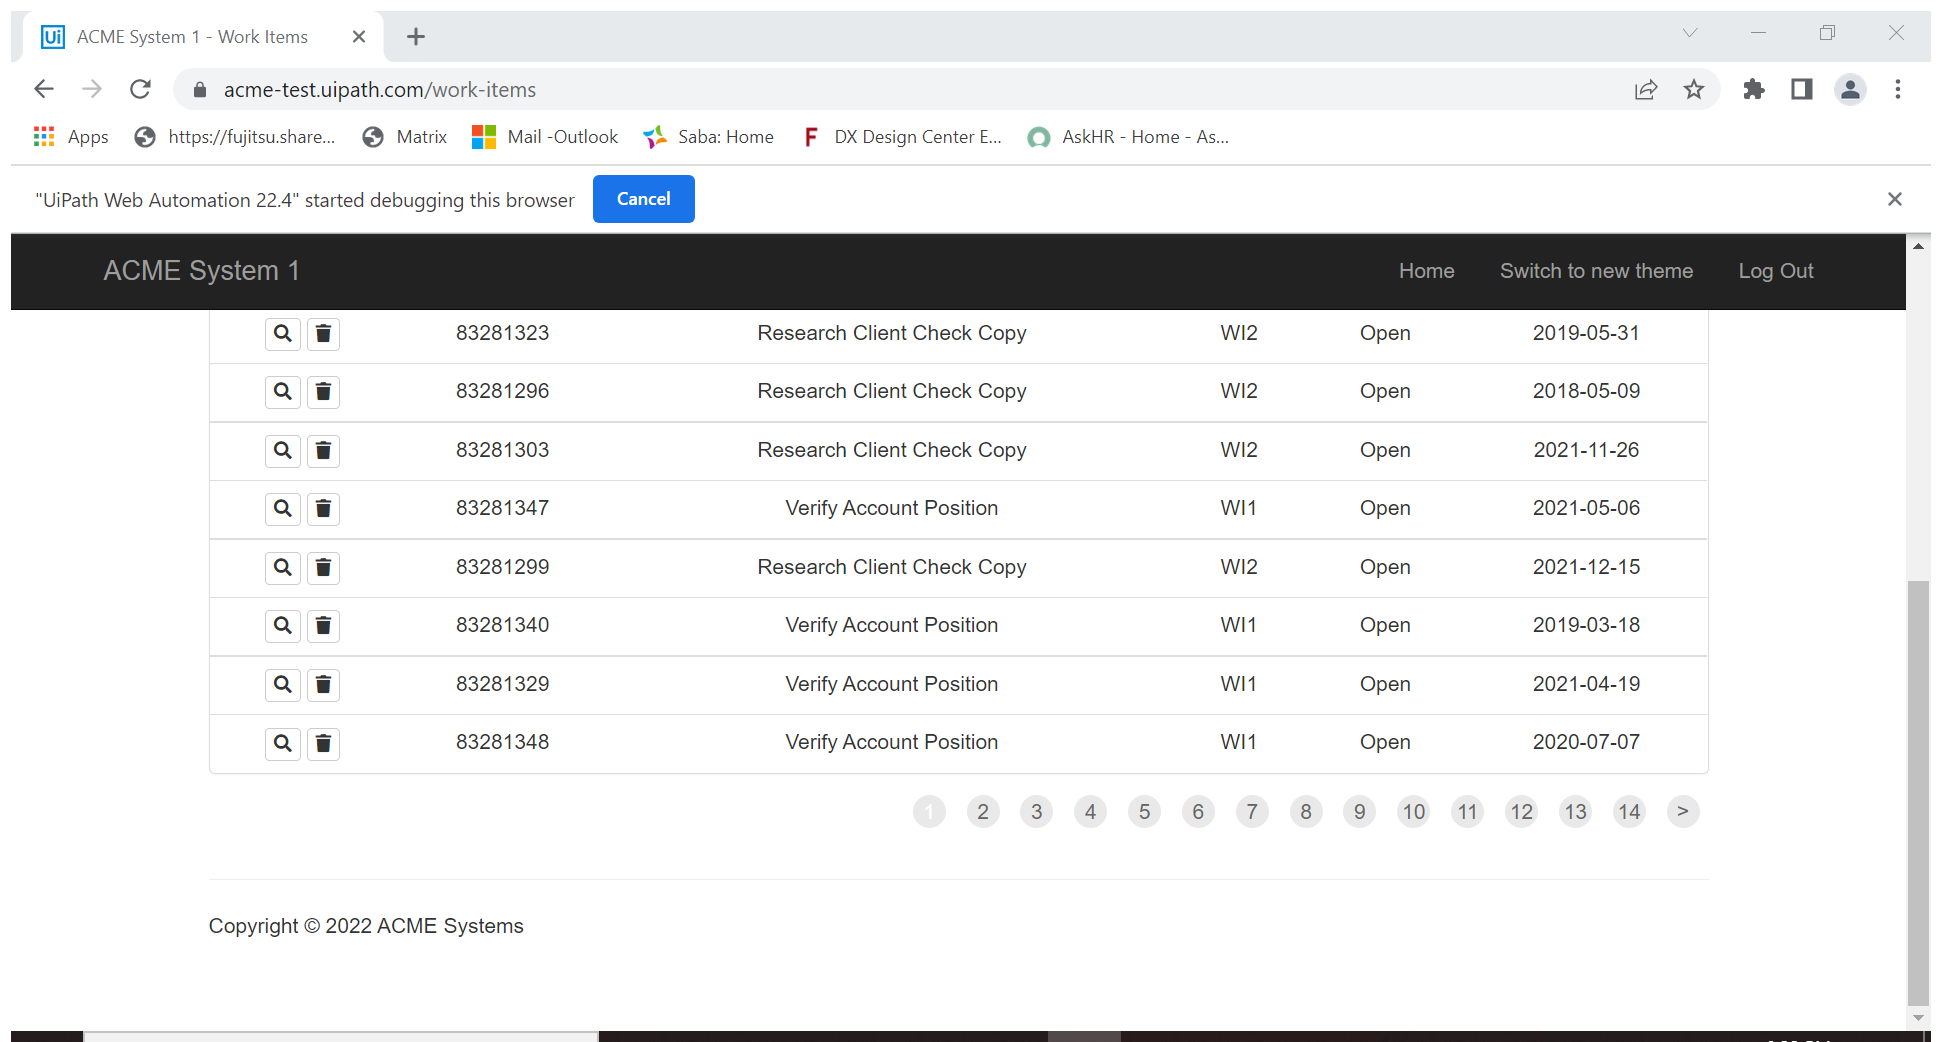 Ui ACME System 1 - Work Items
acme-test.uipath.com/work-items
Apps https://fujitsu.share... Matrix Mail -Outlook Saba: Home F DX Design Center E... AskHR - Home - As...
"UiPath Web Automation 22.4" started debugging this browser Cancel
ACME System 1 Home Switch to new theme Log Out
83281323 Research Client Check Copy WI2 Open 2019-05-31
83281296 Research Client Check Copy WI2 Open 2018-05-09
83281303 Research Client Check Copy WI2 Open 2021-11-26
83281347 Verify Account Position WI1 Open 2021-05-06
83281299 Research Client Check Copy WI2 Open 2021-12-15
83281340 Verify Account Position WI1 Open 2019-03-18
83281329 Verify Account Position WI1 Open 2021-04-19
83281348 Verify Account Position WI1 Open 2020-07-07
1 2 3 4 5 6 7 8 9 10 11 12 13 14 >
Copyright © 2022 ACME Systems